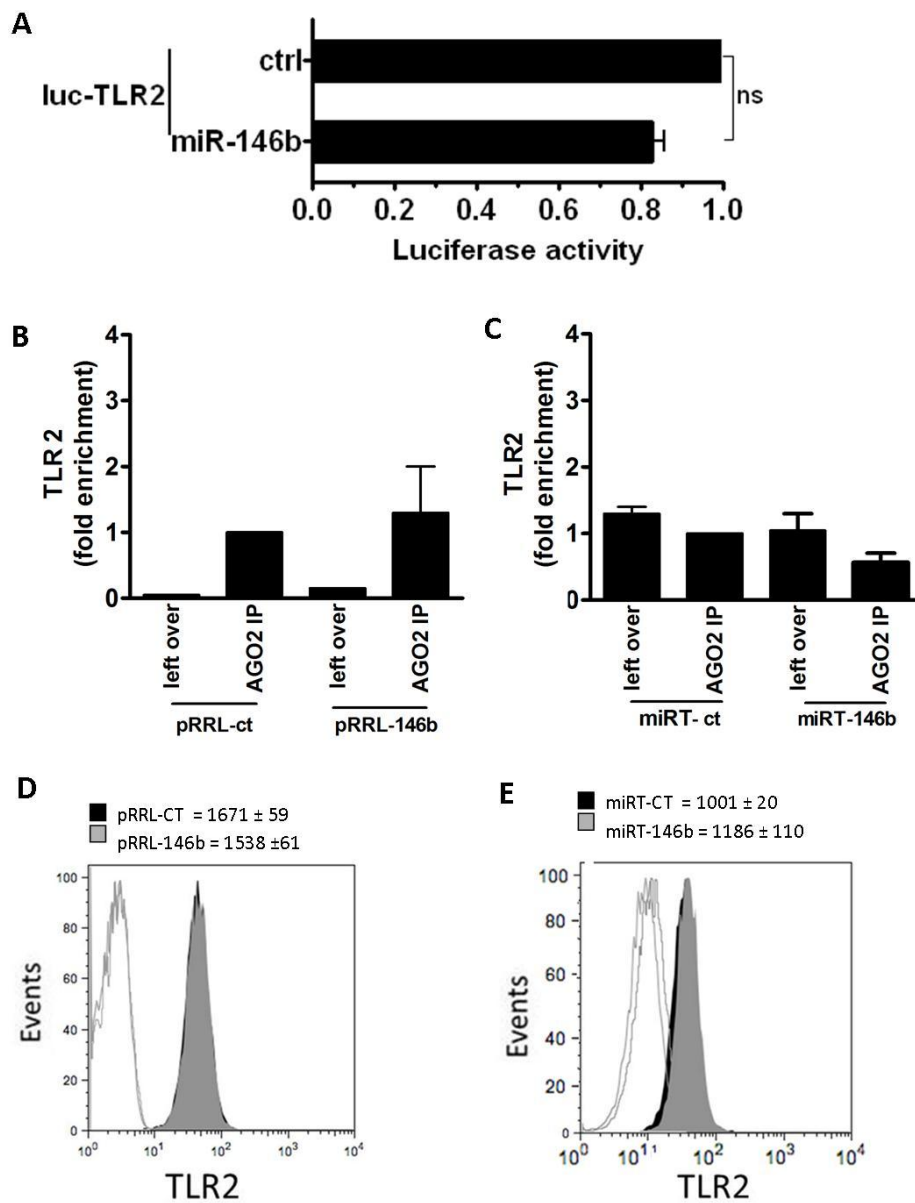 A
luc-TLR2
ctrl
miR-146b
ns
0.0 0.2 0.4 0.6 0.8 1.0
Luciferase activity
B
TLR 2
(fold enrichment)
4
3
2
1
0
left over
AGO2 IP
left over
AGO2 IP
pRRL-ct
pRRL-146b
C
TLR2
(fold enrichment)
4
3
2
1
0
left over
AGO2 IP
left over
AGO2 IP
miRT- ct
miRT-146b
D
pRRL-CT = 1671 ± 59
pRRL-146b = 1538 ±61
Events
100
80
60
40
20
0
10⁰ 10¹ 10² 10³ 10⁴
TLR2
E
miRT-CT = 1001 ± 20
miRT-146b = 1186 ± 110
Events
100
80
60
40
20
0
10⁰ 10¹¹ 10² 10³ 10⁴
TLR2